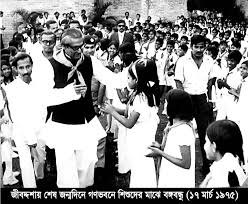 জীবদ্দশায় শেষ জন্মদিনে গণভবনে শিশুদের মাঝে বঙ্গবন্ধু (১৭ মার্চ ১৯৭৫)